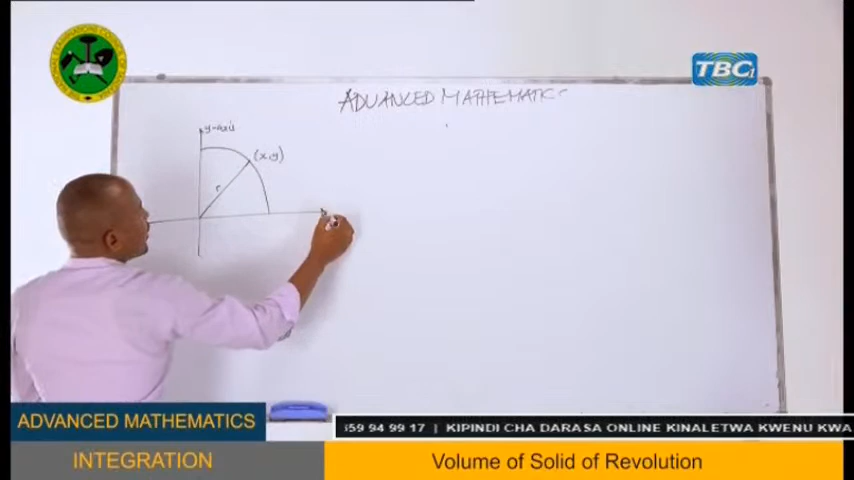 TBC1
ADVANCED MATHEMATICS
y-axis
(x,y)
r
ADVANCED MATHEMATICS
59 94 99 17 | KIPINDI CHA DARASA ONLINE KINALETWA KWENU KWA
INTEGRATION
Volume of Solid of Revolution